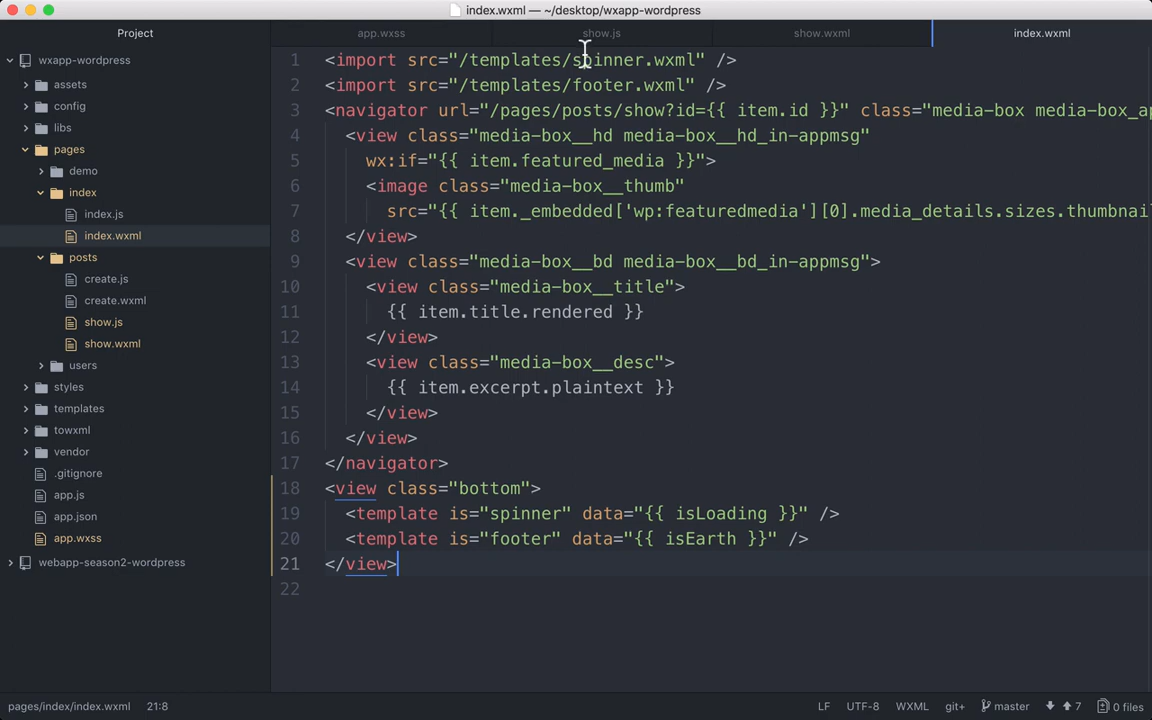 index.wxml — ~/desktop/wxapp-wordpress
Project
app.wxss
show.js
show.wxml
index.wxml
wxapp-wordpress
assets
config
libs
pages
demo
index
index.js
index.wxml
posts
create.js
create.wxml
show.js
show.wxml
users
styles
templates
towxml
vendor
.gitignore
app.js
app.json
app.wxss
webapp-season2-wordpress
1 <import src="/templates/spinner.wxml" />
2 <import src="/templates/footer.wxml" />
3 <navigator url="/pages/posts/show?id={{ item.id }}" class="media-box media-box_ap
4 <view class="media-box__hd media-box__hd_in-appmsg"
5 wx:if="{{ item.featured_media }}">
6 <image class="media-box__thumb"
7 src="{{ item._embedded['wp:featuredmedia'][0].media_details.sizes.thumbnail
8 </view>
9 <view class="media-box__bd media-box__bd_in-appmsg">
10 <view class="media-box__title">
11 {{ item.title.rendered }}
12 </view>
13 <view class="media-box__desc">
14 {{ item.excerpt.plaintext }}
15 </view>
16 </view>
17 </navigator>
18 <view class="bottom">
19 <template is="spinner" data="{{ isLoading }}" />
20 <template is="footer" data="{{ isEarth }}" />
21 </view>
22
pages/index/index.wxml 21:8 LF UTF-8 WXML git+ master 7 0 files